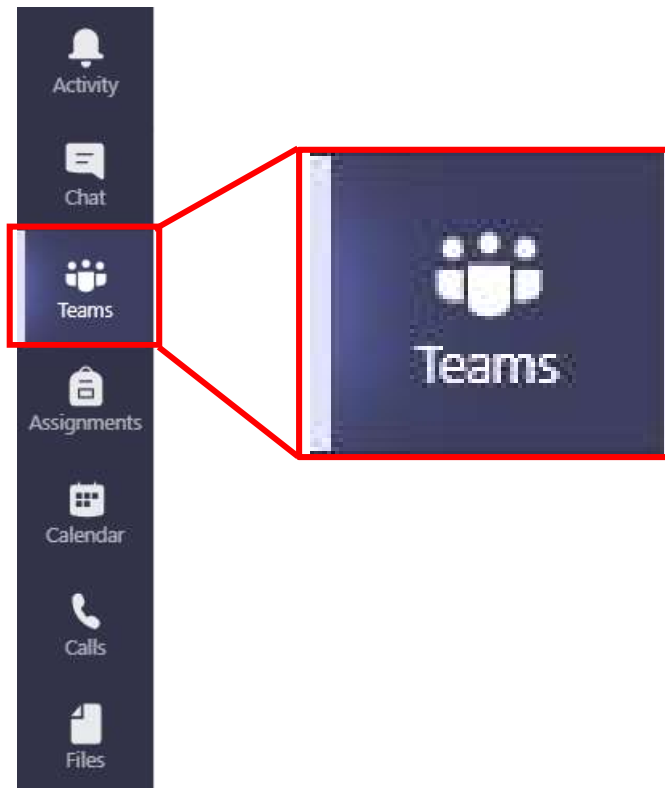 Activity
Chat
Teams
Teams
Assignments
Calendar
Calls
Files